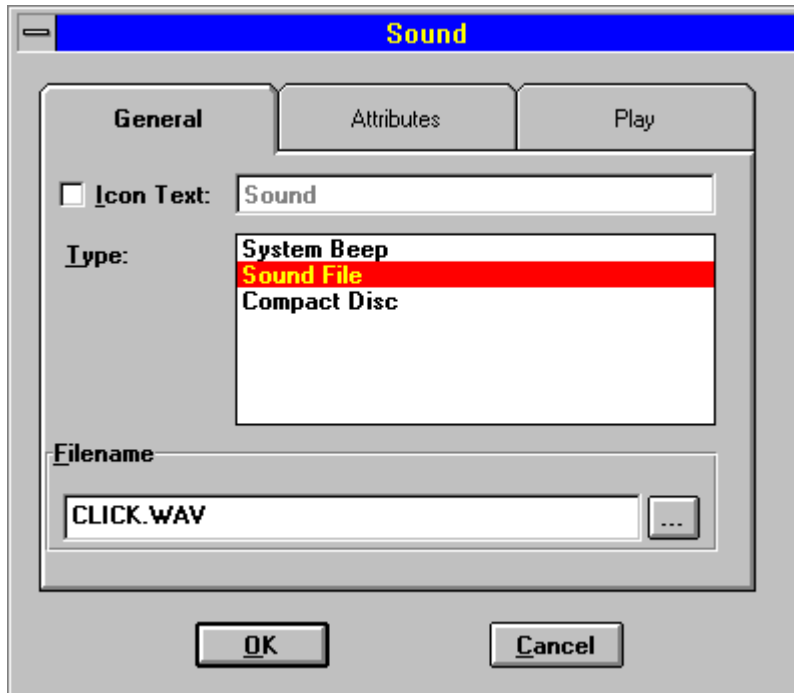 Sound
General Attributes Play
Icon Text: Sound
Type:
System Beep
Sound File
Compact Disc
Filename
CLICK.WAV ...
OK Cancel